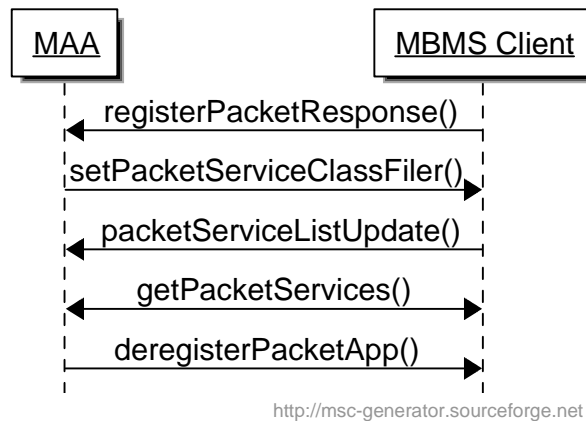 MAA
MBMS Client
registerPacketResponse()
setPacketServiceClassFiler()
packetServiceListUpdate()
getPacketServices()
deregisterPacketApp()
http://msc-generator.sourceforge.net